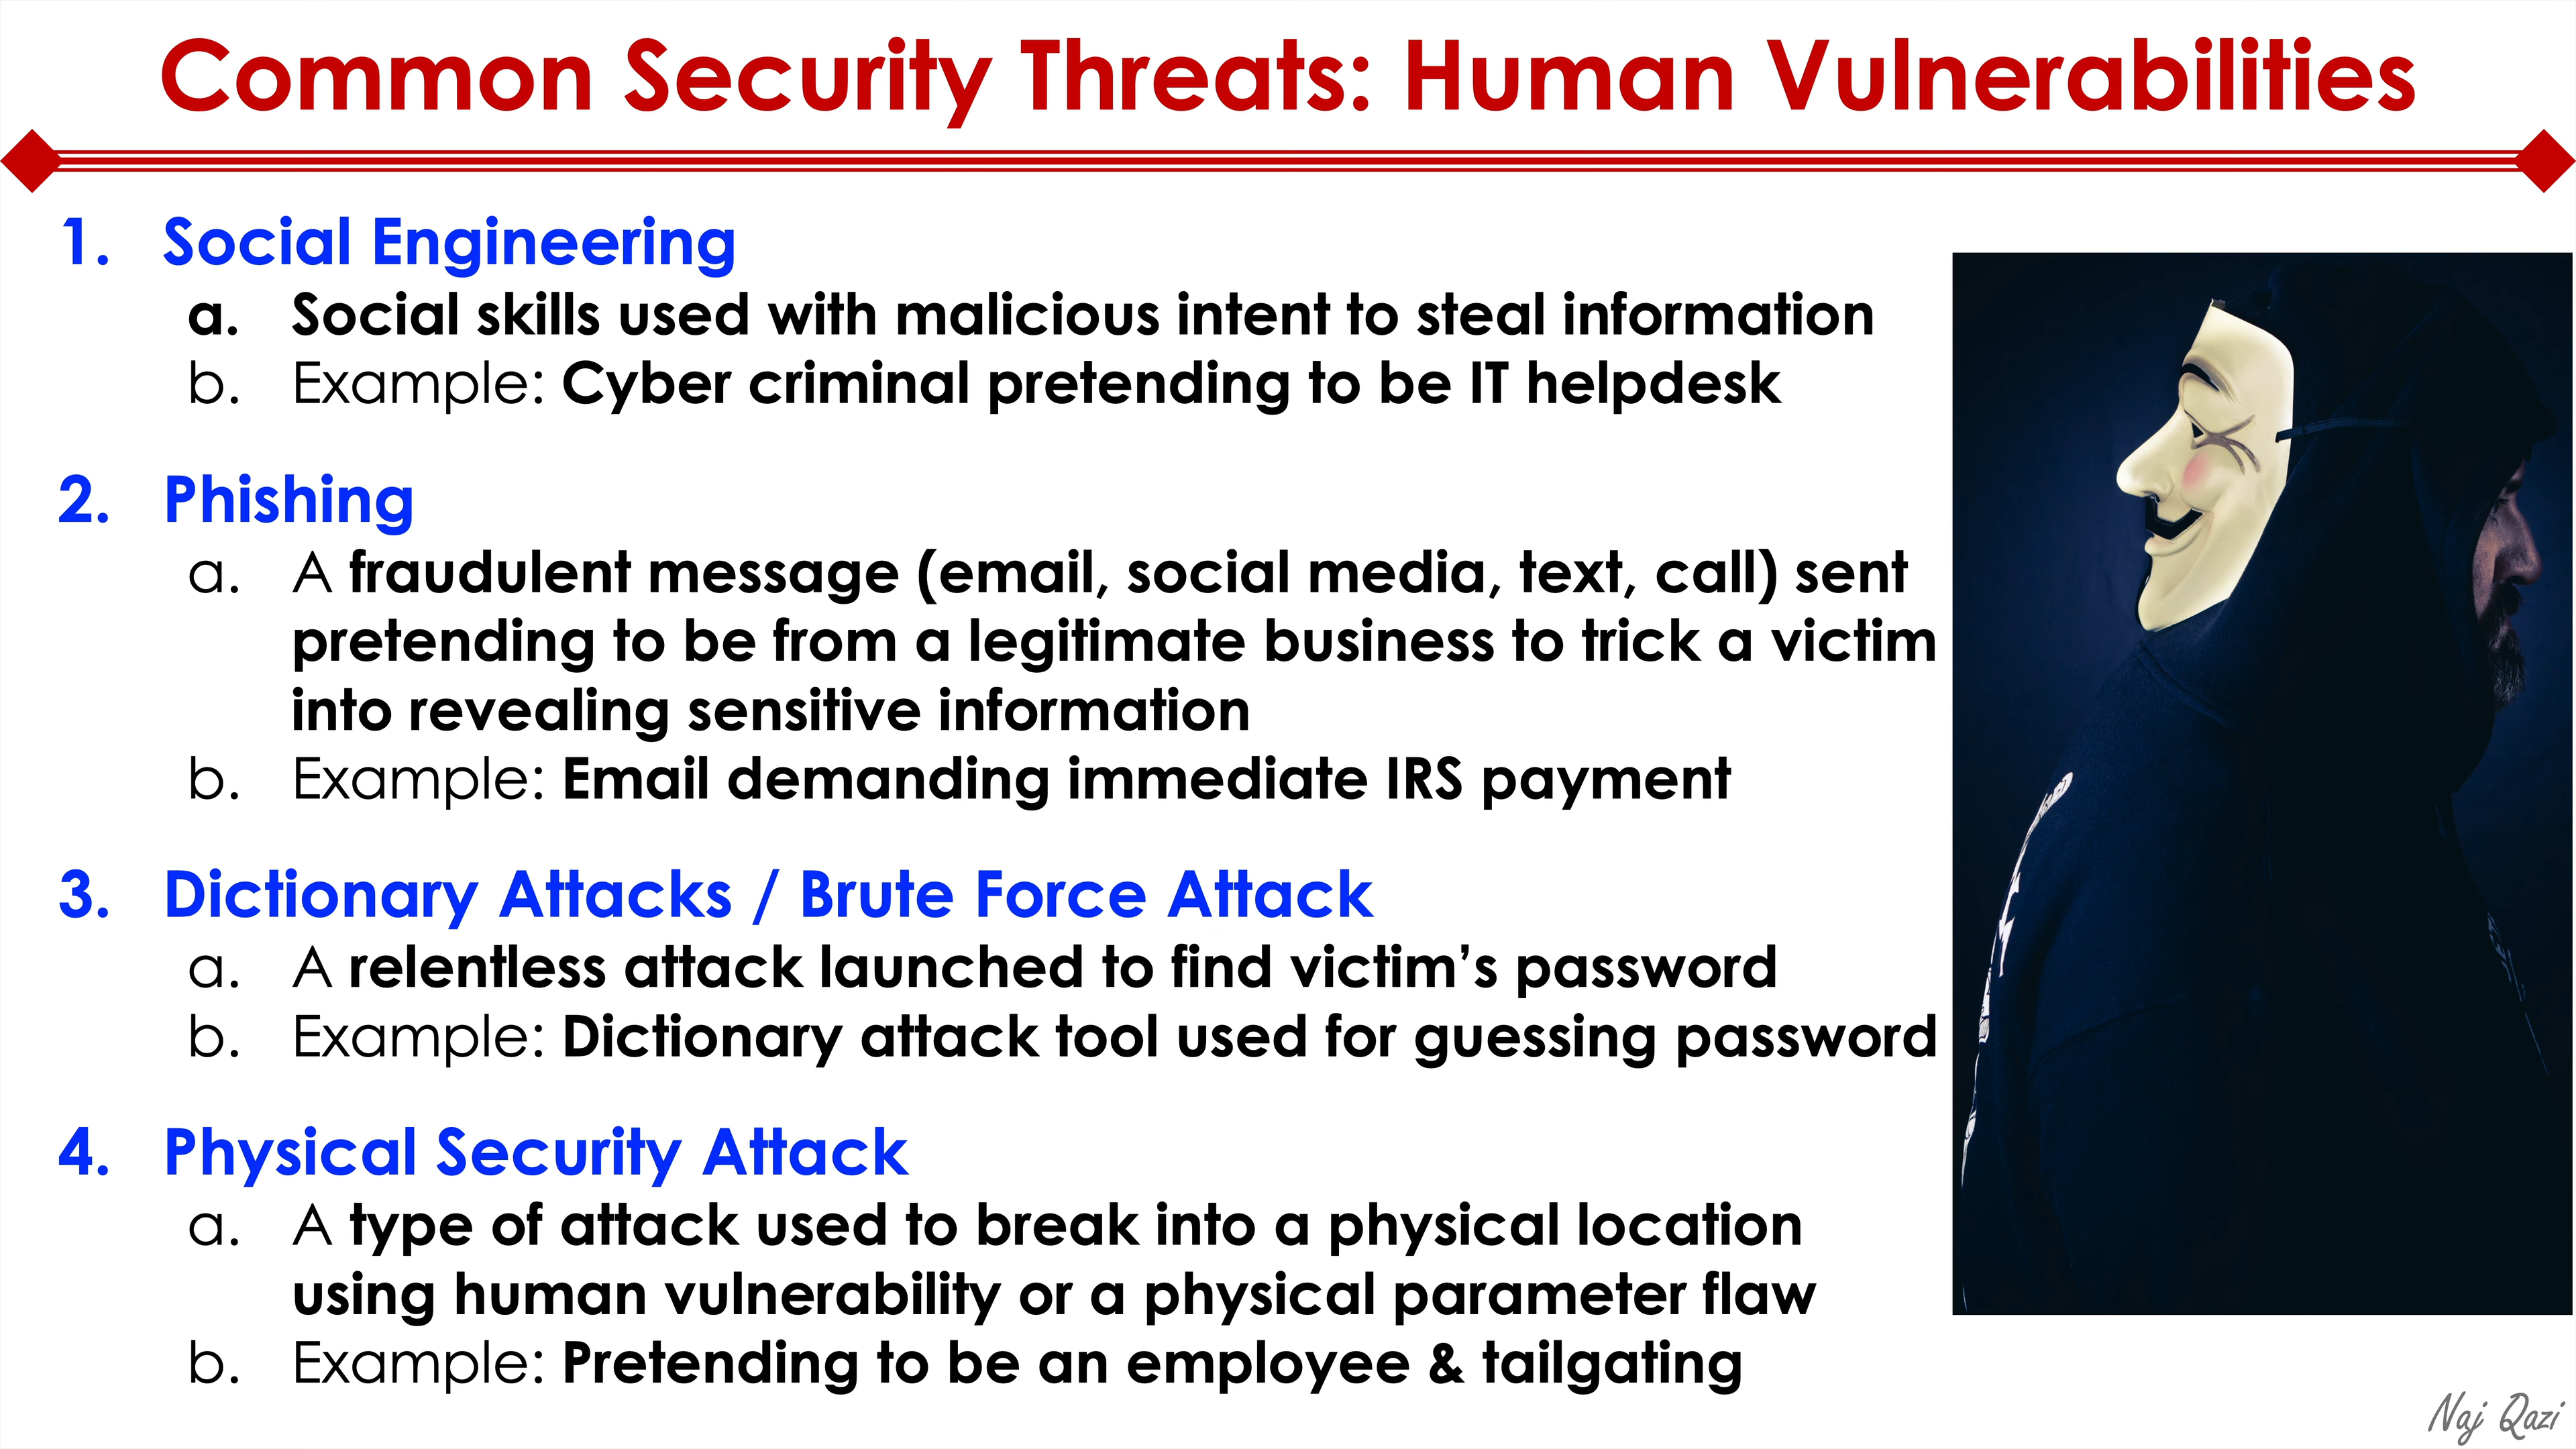 Common Security Threats: Human Vulnerabilities
1. Social Engineering
a. Social skills used with malicious intent to steal information
b. Example: Cyber criminal pretending to be IT helpdesk
2. Phishing
a. A fraudulent message (email, social media, text, call) sent
pretending to be from a legitimate business to trick a victim
into revealing sensitive information
b. Example: Email demanding immediate IRS payment
3. Dictionary Attacks / Brute Force Attack
a. A relentless attack launched to find victim’s password
b. Example: Dictionary attack tool used for guessing password
4. Physical Security Attack
a. A type of attack used to break into a physical location
using human vulnerability or a physical parameter flaw
b. Example: Pretending to be an employee & tailgating
Naj Qazi